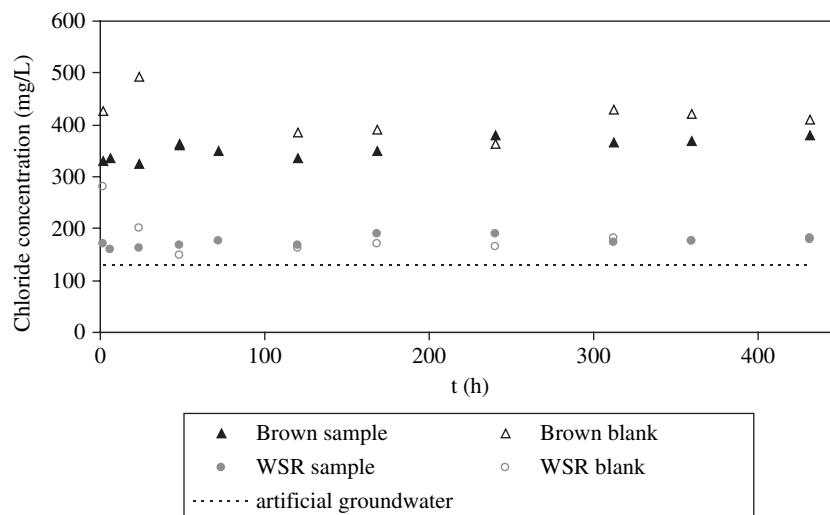 600
500
400
300
200
100
0
Chloride concentration (mg/L)
0 100 200 300 400
t (h)
Brown sample Brown blank
WSR sample WSR blank
artificial groundwater